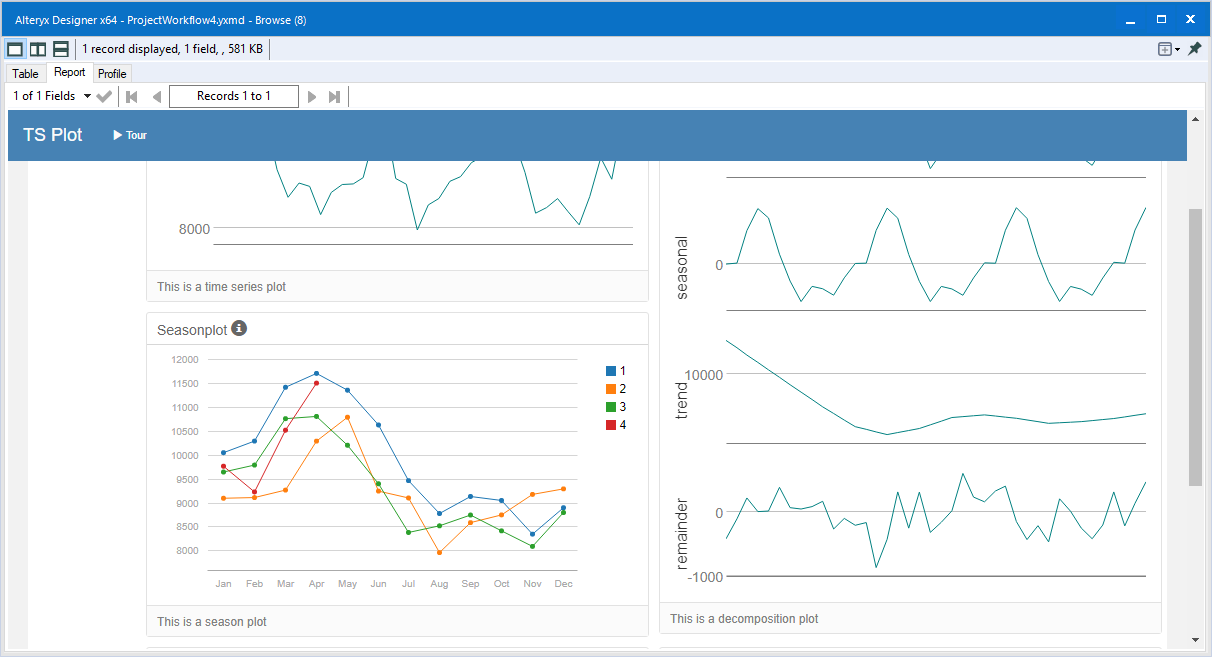 Alteryx Designer x64 - ProjectWorkflow4.yxmd - Browse (8)
1 record displayed, 1 field, , 581 KB
Table Report Profile
1 of 1 Fields Records 1 to 1
TS Plot Tour
8000
This is a time series plot
Seasonplot
12000
11500
11000
10500
10000
9500
9000
8500
8000
Jan Feb Mar Apr May Jun Jul Aug Sep Oct Nov Dec
1
2
3
4
This is a season plot
seasonal
0
trend
10000
remainder
0
-1000
This is a decomposition plot